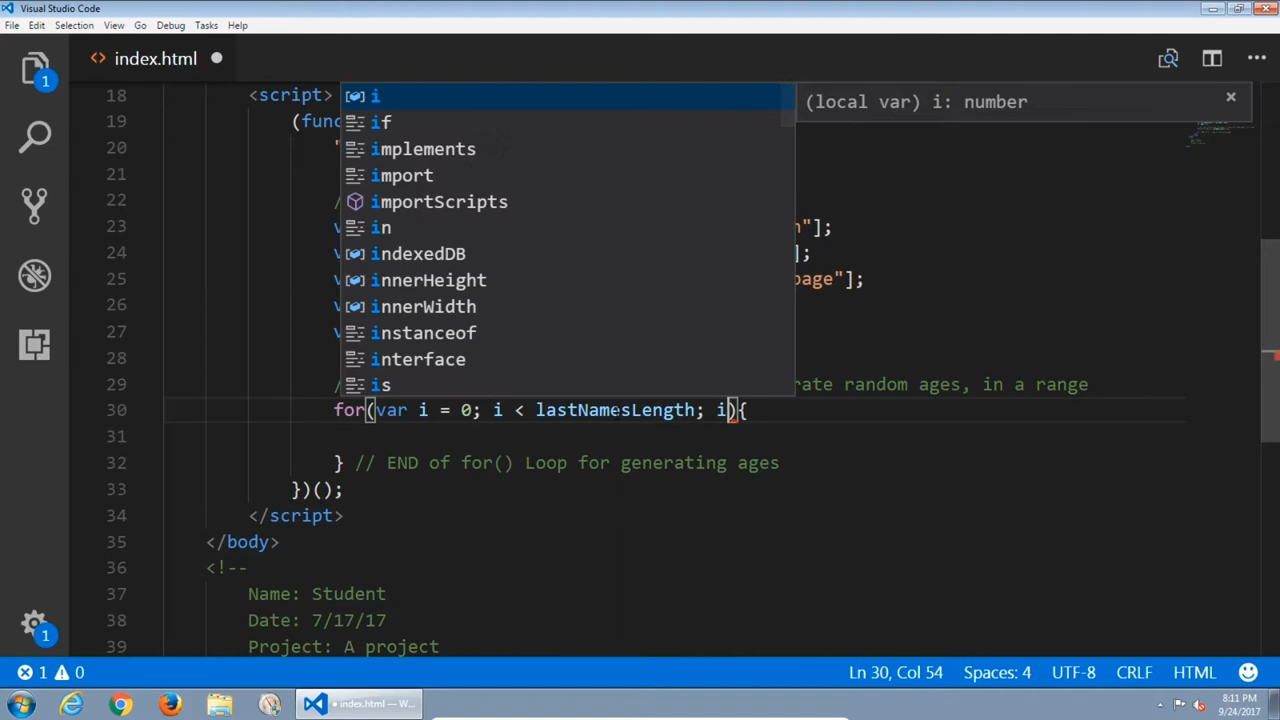 Visual Studio Code
File Edit Selection View Go Debug Tasks Help
1 index.html
18 <script>
19 (func
20 "
21
22 /
23 v n"];
24 v ];
25 v page"];
26 v
27 v
28
29 / rate random ages, in a range
30 for(var i = 0; i < lastNamesLength; i){
31
32 } // END of for() Loop for generating ages
33 })();
34 </script>
35 </body>
36 <!--
37 Name: Student
38 Date: 7/17/17
39 Project: A project
i
if
implements
import
importScripts
in
indexedDB
innerHeight
innerWidth
instanceof
interface
is
(local var) i: number
1
1 0 Ln 30, Col 54 Spaces: 4 UTF-8 CRLF HTML
index.html — W...
8:11 PM
9/24/2017